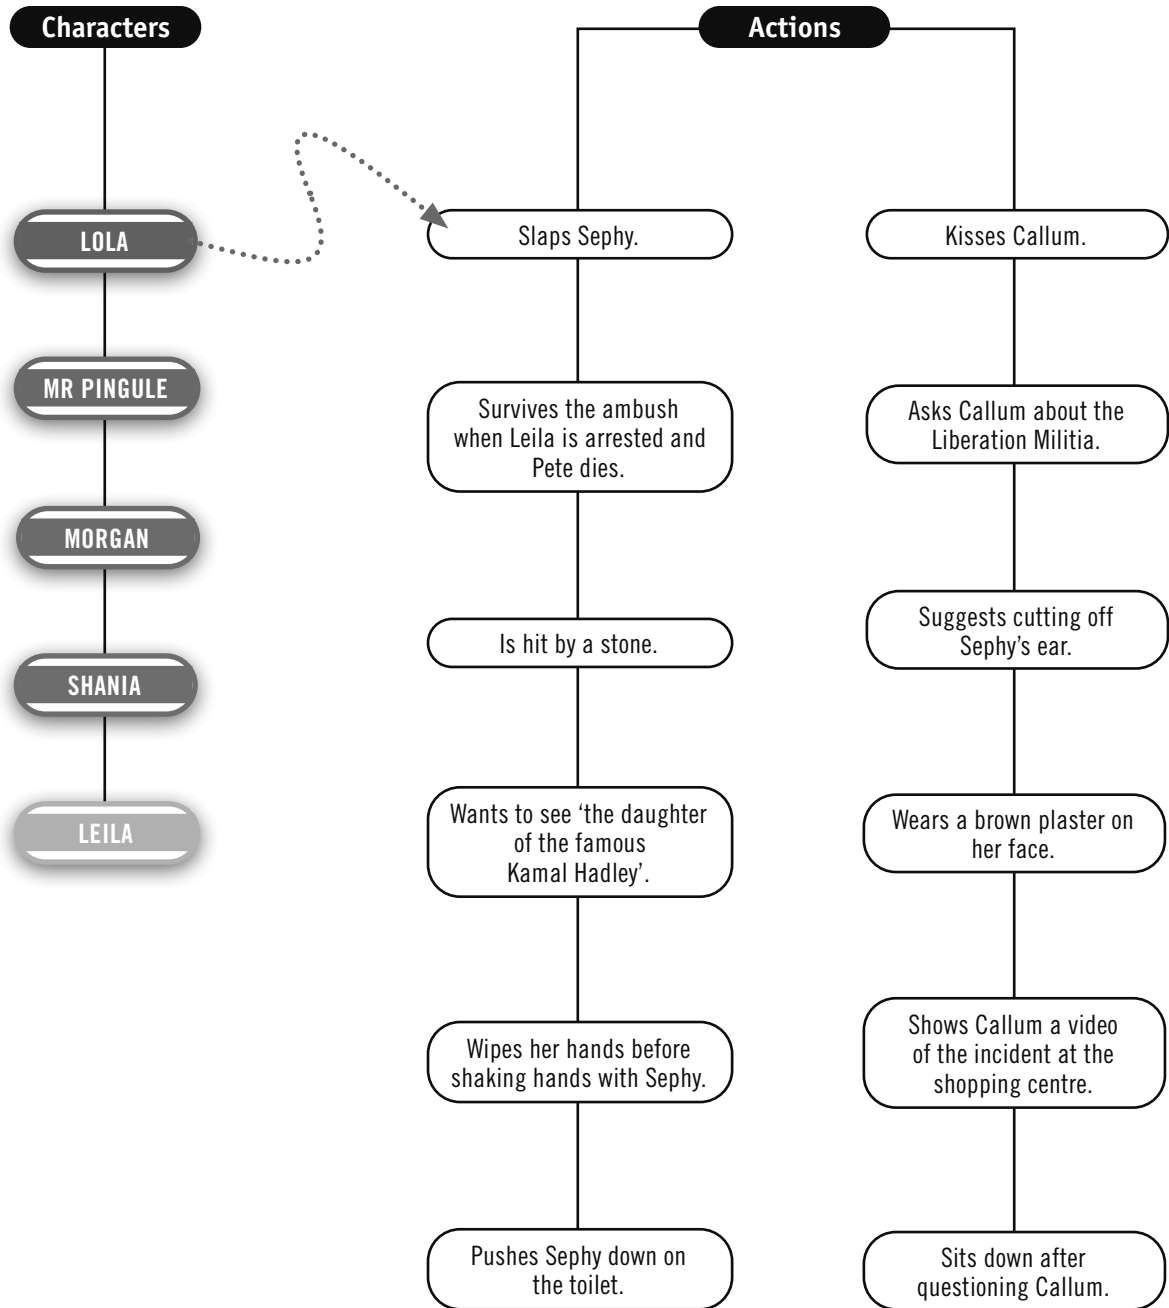 Characters
LOLA
MR PINGULE
MORGAN
SHANIA
LEILA
Actions
Slaps Sephy.
Survives the ambush
when Leila is arrested and
Pete dies.
Is hit by a stone.
Wants to see ‘the daughter
of the famous
Kamal Hadley’.
Wipes her hands before
shaking hands with Sephy.
Pushes Sephy down on
the toilet.
Kisses Callum.
Asks Callum about the
Liberation Militia.
Suggests cutting off
Sephy’s ear.
Wears a brown plaster on
her face.
Shows Callum a video
of the incident at the
shopping centre.
Sits down after
questioning Callum.